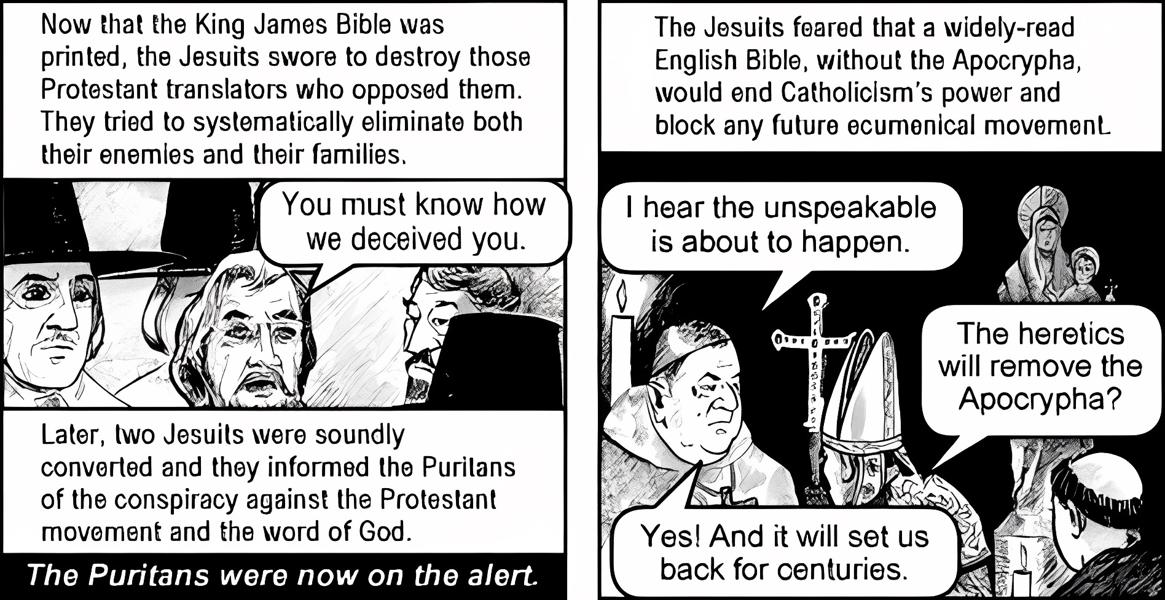 Now that the King James Bible was
printed, the Jesuits swore to destroy those
Protestant translators who opposed them.
They tried to systematically eliminate both
their enemies and their families.
You must know how
we deceived you.
Later, two Jesuits were soundly
converted and they informed the Puritans
of the conspiracy against the Protestant
movement and the word of God.
The Puritans were now on the alert.
The Jesuits feared that a widely-read
English Bible, without the Apocrypha,
would end Catholicism's power and
block any future ecumenical movement.
I hear the unspeakable
is about to happen.
The heretics
will remove the
Apocrypha?
Yes! And it will set us
back for centuries.